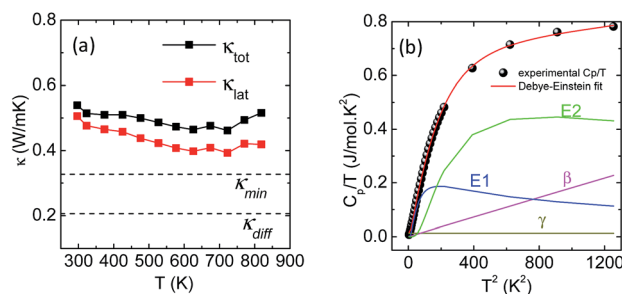 (a)
κtot
κlat
κmin
κdiff
0.8
0.6
0.4
0.2
κ (W/mK)
300 400 500 600 700 800 900
T (K)
(b)
experimental Cp/T
Debye-Einstein fit
E2
E1
β
γ
0.8
0.6
0.4
0.2
0.0
Cp/T (J/mol.K²)
0 400 800 1200
T² (K²)